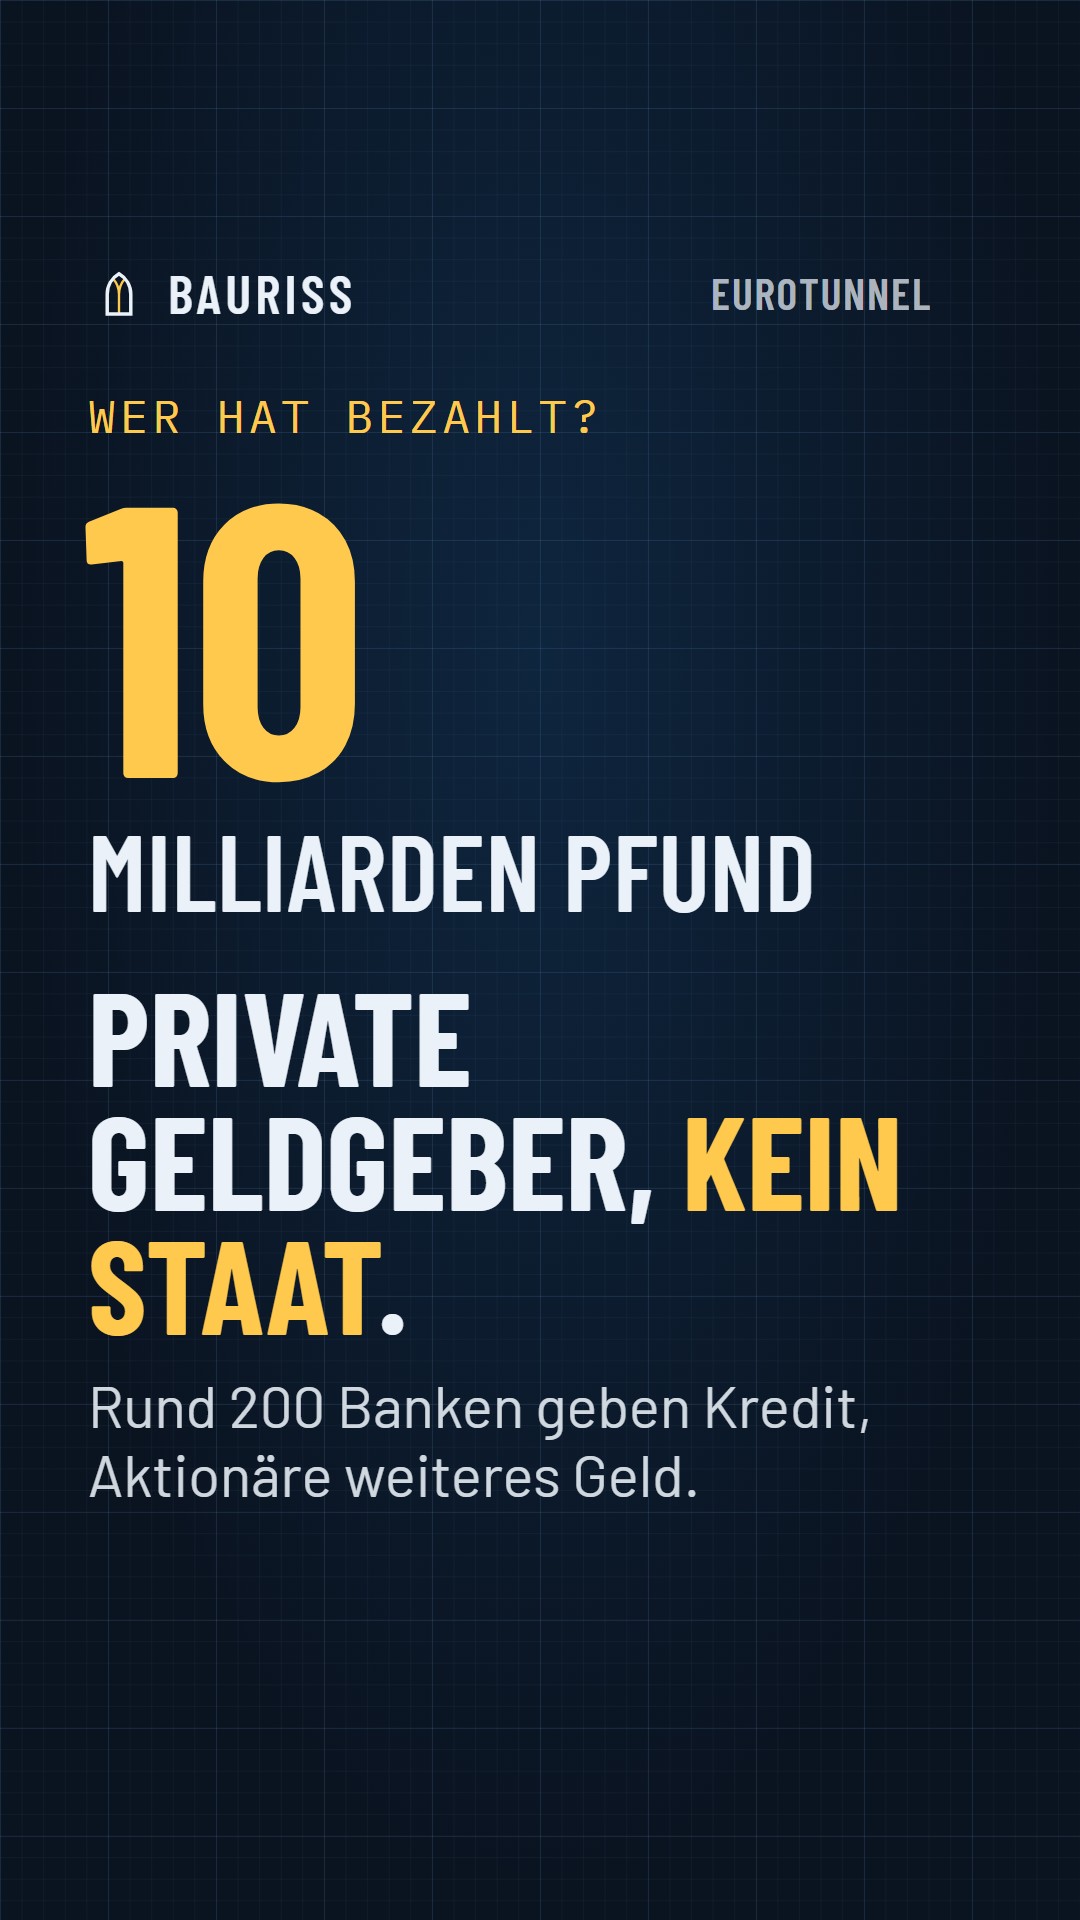 BAURISS
EUROTUNNEL
WER HAT BEZAHLT?
10
MILLIARDEN PFUND
PRIVATE
GELDGEBER, KEIN
STAAT.
Rund 200 Banken geben Kredit,
Aktionäre weiteres Geld.